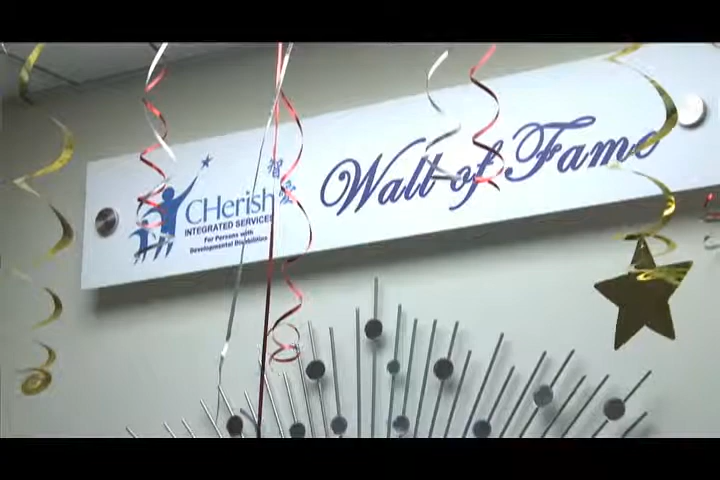 CHerish
智
愛
INTEGRATED SERVICES
For Persons with
Developmental Disabilities
Wall of Fame